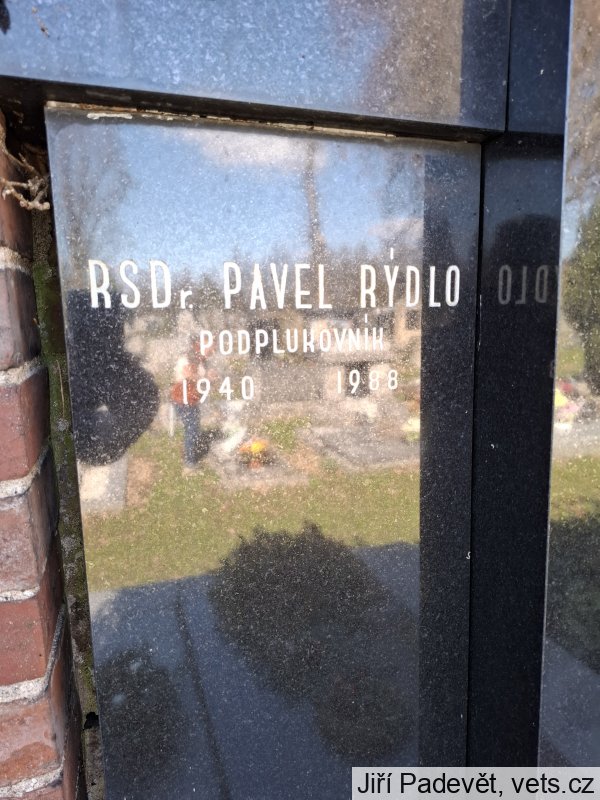 RSDr. PAVEL RÝDLO
PODPLUKOVNÍK
1940 1988
Jiří Padevět, vets.cz